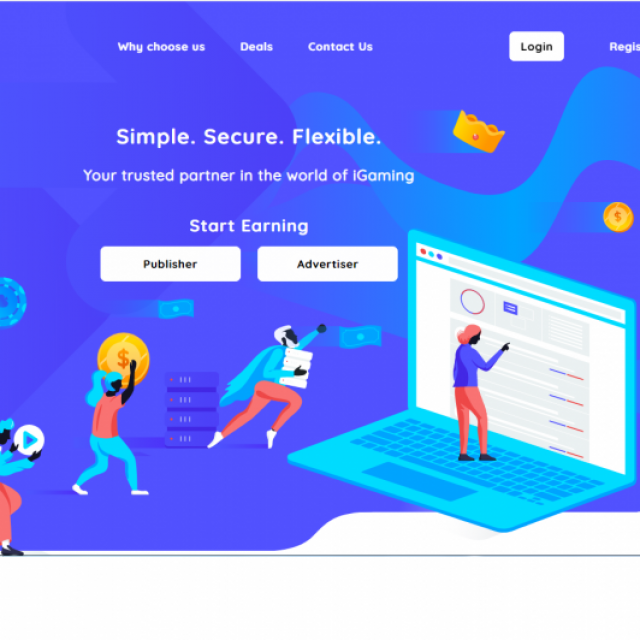 Why choose us Deals Contact Us Login Regis
Simple. Secure. Flexible.
Your trusted partner in the world of iGaming
Start Earning
Publisher Advertiser